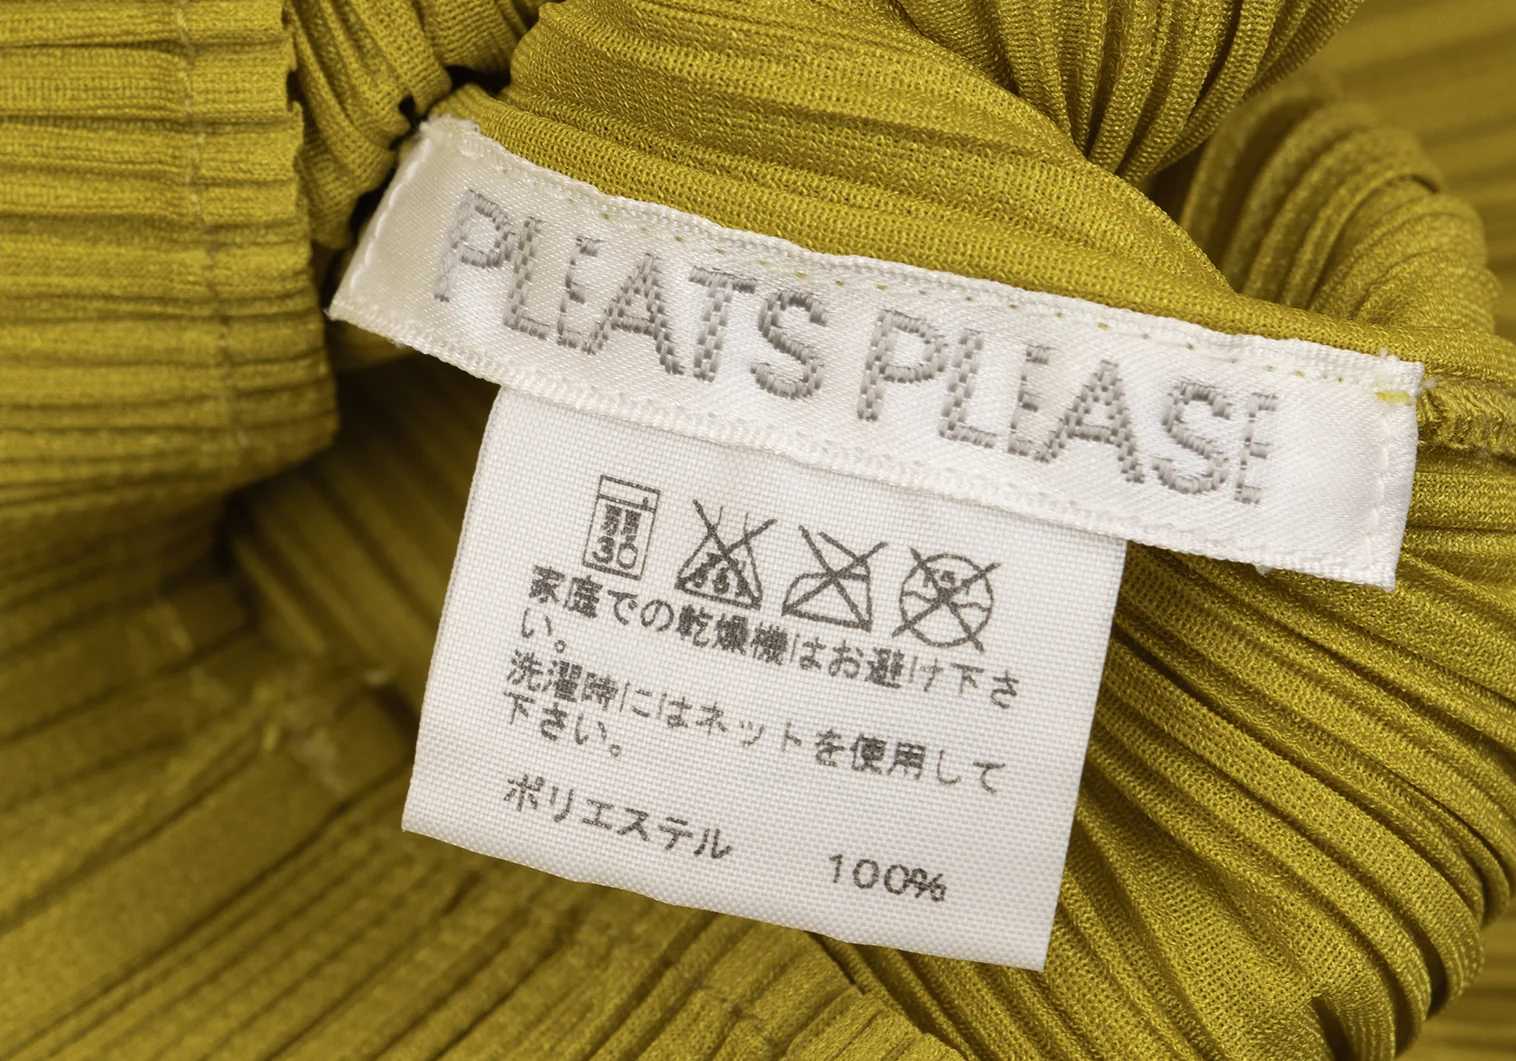 PLEATS PLEASE
弱
30
家庭での乾燥機はお避け下さ
い。
洗濯時にはネットを使用して
下さい。
ポリエステル 100%